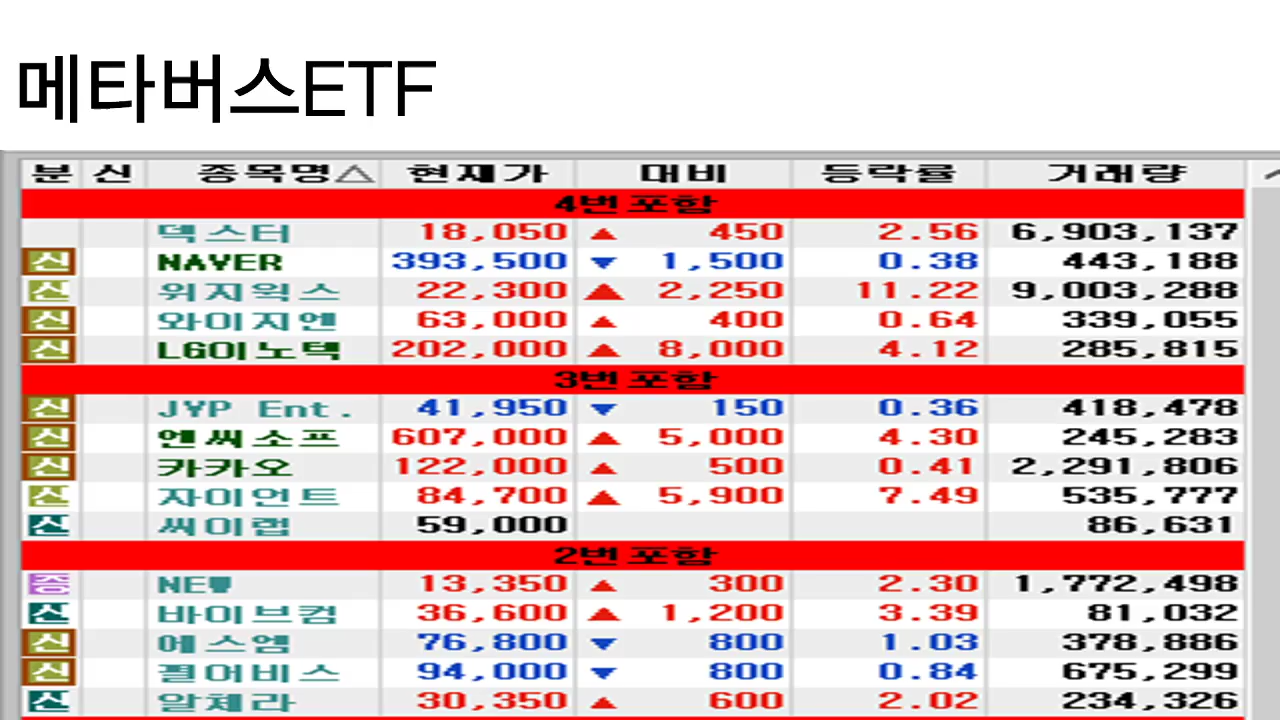 메타버스ETF
분 신 종목명△ 현재가 대비 등락률 거래량
4번 포함
덱스터 18,050 ▲ 450 2.56 6,903,137
신 NAVER 393,500 ▼ 1,500 0.38 443,188
신 위지윅스 22,300 ▲ 2,250 11.22 9,003,288
신 와이지엔 63,000 ▲ 400 0.64 339,055
신 LG이노텍 202,000 ▲ 8,000 4.12 285,815
3번 포함
신 JYP Ent. 41,950 ▼ 150 0.36 418,478
신 엔씨소프 607,000 ▲ 5,000 4.30 245,283
신 카카오 122,000 ▲ 500 0.41 2,291,806
신 자이언트 84,700 ▲ 5,900 7.49 535,777
신 씨이랩 59,000 86,631
2번 포함
증 NEW 13,350 ▲ 300 2.30 1,772,498
신 바이브컴 36,600 ▲ 1,200 3.39 81,032
신 에스엠 76,800 ▼ 800 1.03 378,886
신 펄어비스 94,000 ▼ 800 0.84 675,299
신 알체라 30,350 ▲ 600 2.02 234,326